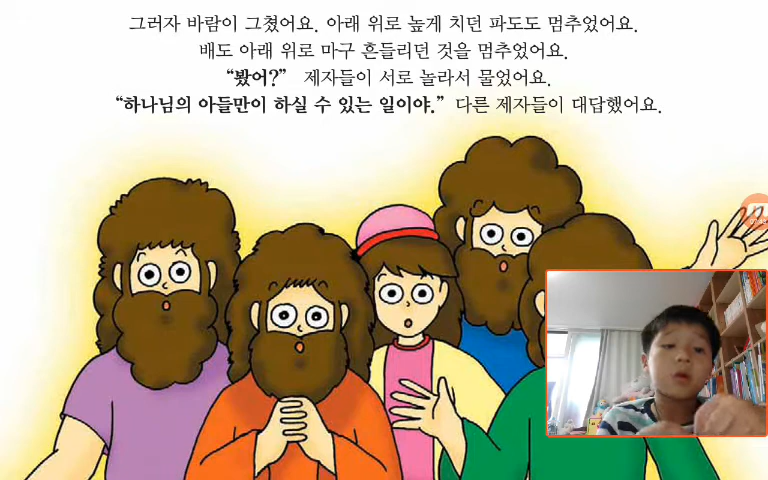 그러자 바람이 그쳤어요. 아래 위로 높게 치던 파도도 멈추었어요.
배도 아래 위로 마구 흔들리던 것을 멈추었어요.
“봤어?” 제자들이 서로 놀라서 물었어요.
“하나님의 아들만이 하실 수 있는 일이야.” 다른 제자들이 대답했어요.